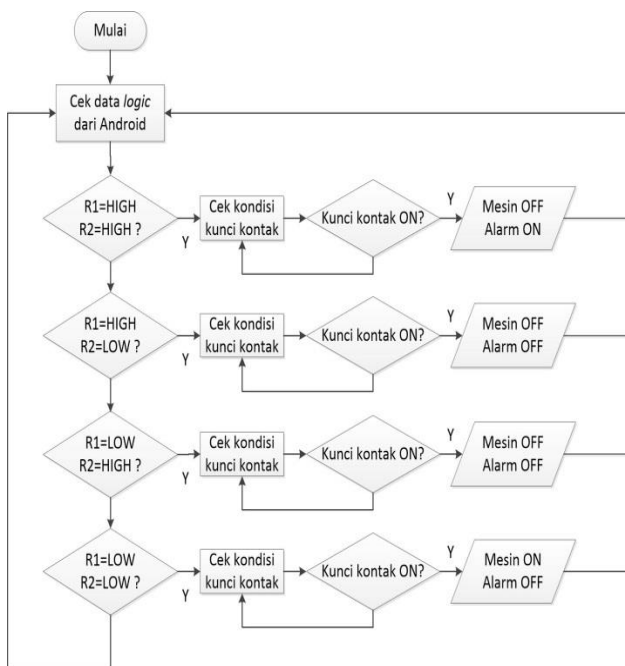 Mulai
Cek data logic
dari Android
R1=HIGH
R2=HIGH ?
Y
Cek kondisi
kunci kontak
Kunci kontak ON?
Y
Mesin OFF
Alarm ON
R1=HIGH
R2=LOW ?
Y
Cek kondisi
kunci kontak
Kunci kontak ON?
Y
Mesin OFF
Alarm OFF
R1=LOW
R2=HIGH ?
Y
Cek kondisi
kunci kontak
Kunci kontak ON?
Y
Mesin OFF
Alarm OFF
R1=LOW
R2=LOW ?
Y
Cek kondisi
kunci kontak
Kunci kontak ON?
Y
Mesin ON
Alarm OFF